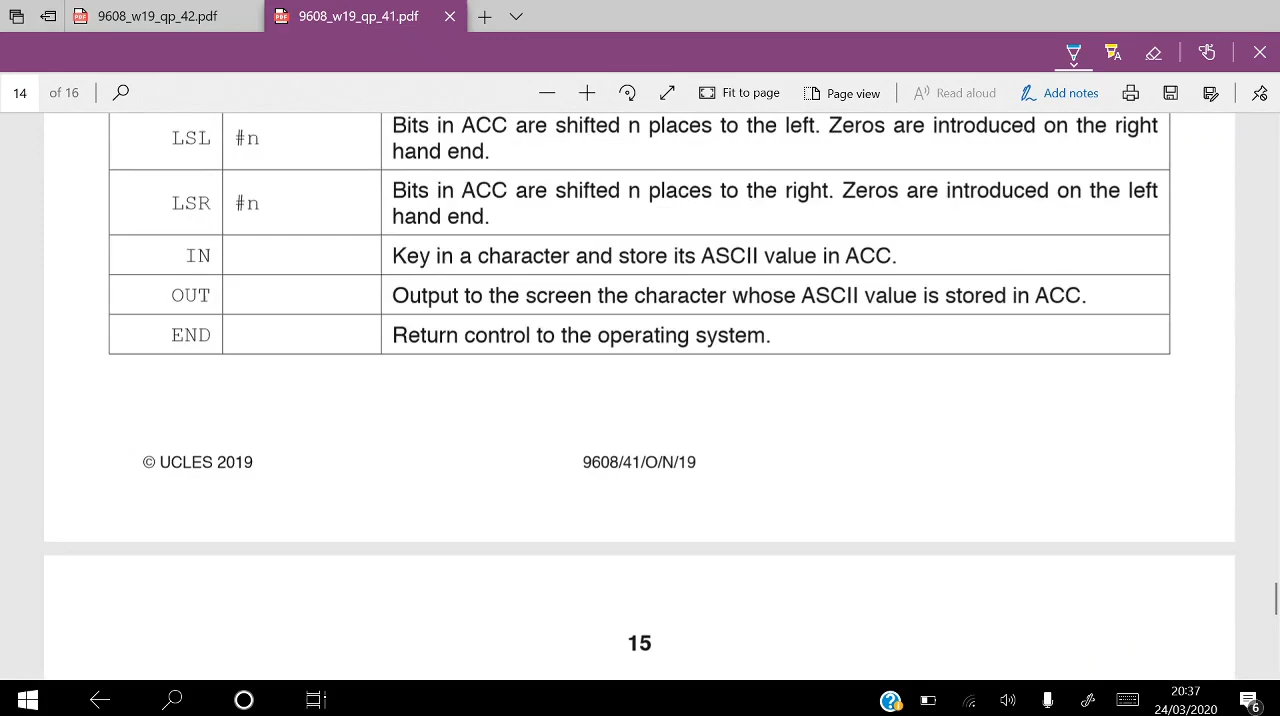 9608_w19_qp_42.pdf
9608_w19_qp_41.pdf
14 of 16
Fit to page
Page view
Read aloud
Add notes
LSL #n Bits in ACC are shifted n places to the left. Zeros are introduced on the right
hand end.
LSR #n Bits in ACC are shifted n places to the right. Zeros are introduced on the left
hand end.
IN Key in a character and store its ASCII value in ACC.
OUT Output to the screen the character whose ASCII value is stored in ACC.
END Return control to the operating system.
© UCLES 2019
9608/41/O/N/19
15
20:37
24/03/2020
6